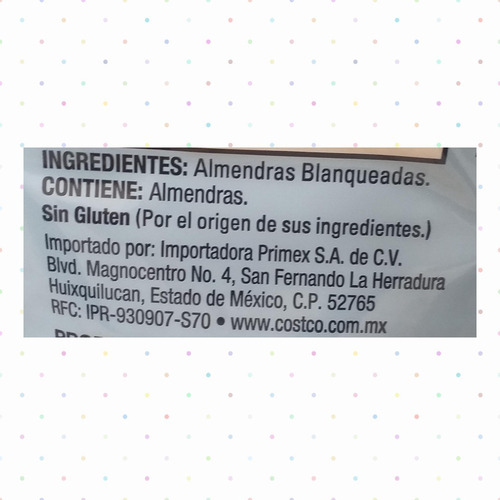 INGREDIENTES: Almendras Blanqueadas.
CONTIENE: Almendras.
Sin Gluten (Por el origen de sus ingredientes.)
Importado por: Importadora Primex S.A. de C.V.
Blvd. Magnocentro No. 4, San Fernando La Herradura
Huixquilucan, Estado de México, C.P. 52765
RFC: IPR-930907-S70 • www.costco.com.mx